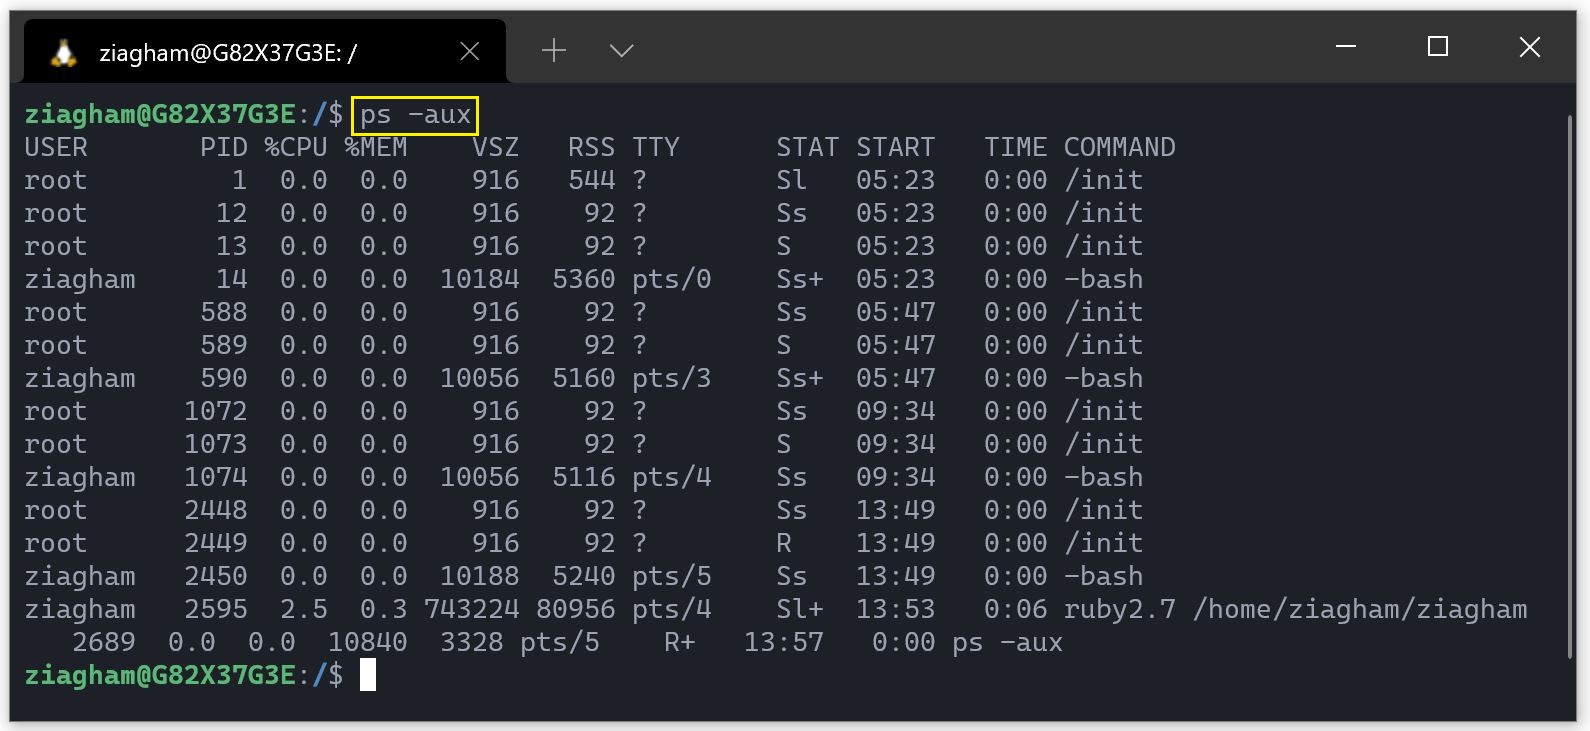 ziagham@G82X37G3E: /
ziagham@G82X37G3E:/$ ps -aux
USER       PID %CPU %MEM    VSZ   RSS TTY      STAT START   TIME COMMAND
root         1  0.0  0.0    916   544 ?        Sl   05:23   0:00 /init
root        12  0.0  0.0    916    92 ?        Ss   05:23   0:00 /init
root        13  0.0  0.0    916    92 ?        S    05:23   0:00 /init
ziagham     14  0.0  0.0  10184  5360 pts/0    Ss+  05:23   0:00 -bash
root       588  0.0  0.0    916    92 ?        Ss   05:47   0:00 /init
root       589  0.0  0.0    916    92 ?        S    05:47   0:00 /init
ziagham    590  0.0  0.0  10056  5160 pts/3    Ss+  05:47   0:00 -bash
root      1072  0.0  0.0    916    92 ?        Ss   09:34   0:00 /init
root      1073  0.0  0.0    916    92 ?        S    09:34   0:00 /init
ziagham   1074  0.0  0.0  10056  5116 pts/4    Ss   09:34   0:00 -bash
root      2448  0.0  0.0    916    92 ?        Ss   13:49   0:00 /init
root      2449  0.0  0.0    916    92 ?        R    13:49   0:00 /init
ziagham   2450  0.0  0.0  10188  5240 pts/5    Ss   13:49   0:00 -bash
ziagham   2595  2.5  0.3 743224 80956 pts/4    Sl+  13:53   0:06 ruby2.7 /home/ziagham/ziagham
   2689  0.0  0.0  10840  3328 pts/5    R+   13:57   0:00 ps -aux
ziagham@G82X37G3E:/$